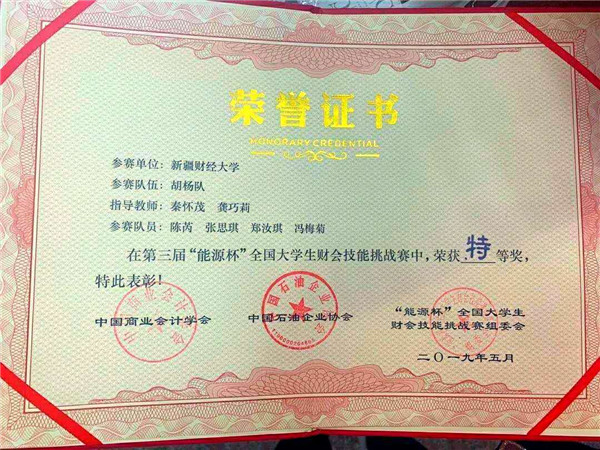 荣誉证书
HONORARY CREDENTIAL
参赛单位：新疆财经大学
参赛队伍：胡杨队
指导教师：秦怀茂 龚巧莉
参赛队员：陈芮 张思琪 郑汝琪 冯梅菊
在第三届“能源杯”全国大学生财会技能挑战赛中，荣获 特 等奖，
特此表彰！
中国商业会计学会
中国石油企业协会
“能源杯”全国大学生
财会技能挑战赛组委会
二〇一九年五月